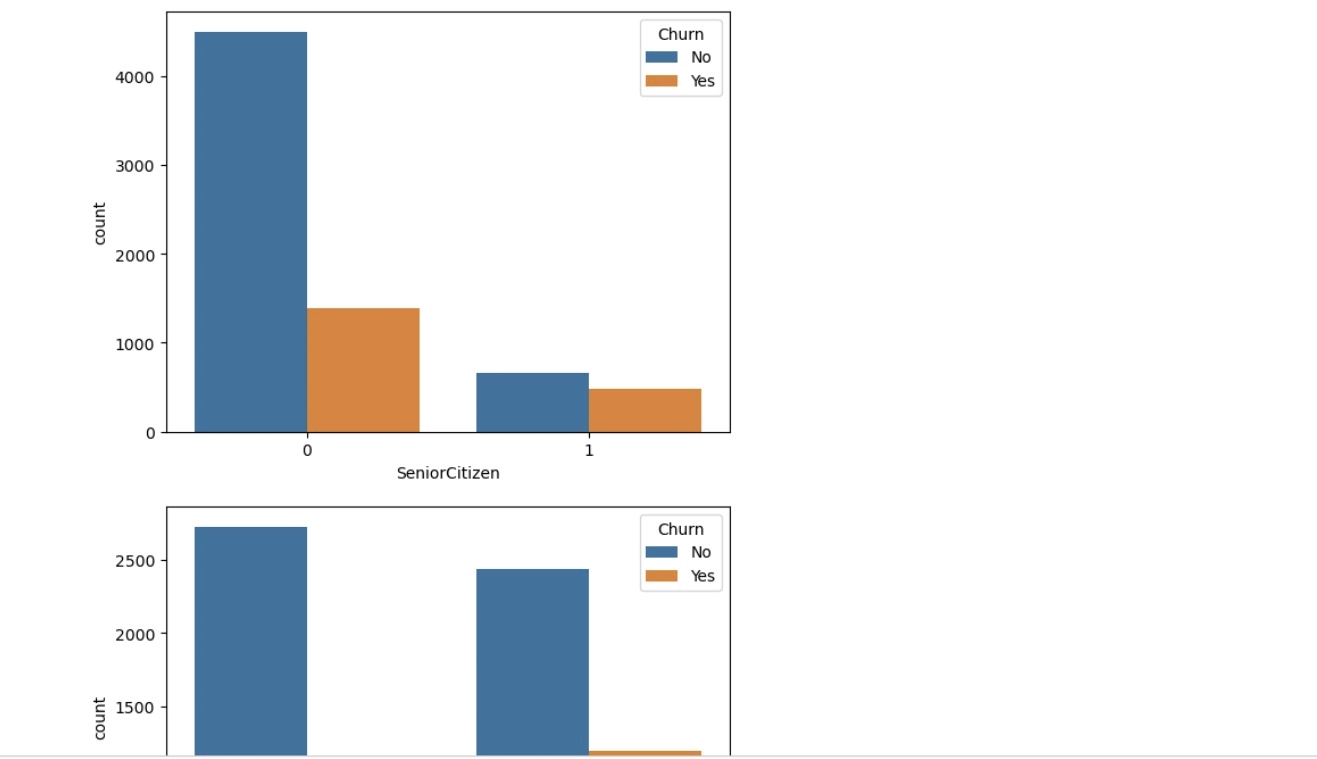 Churn
No
Yes
4000
3000
2000
1000
0
count
0 1
SeniorCitizen
Churn
No
Yes
2500
2000
1500
count